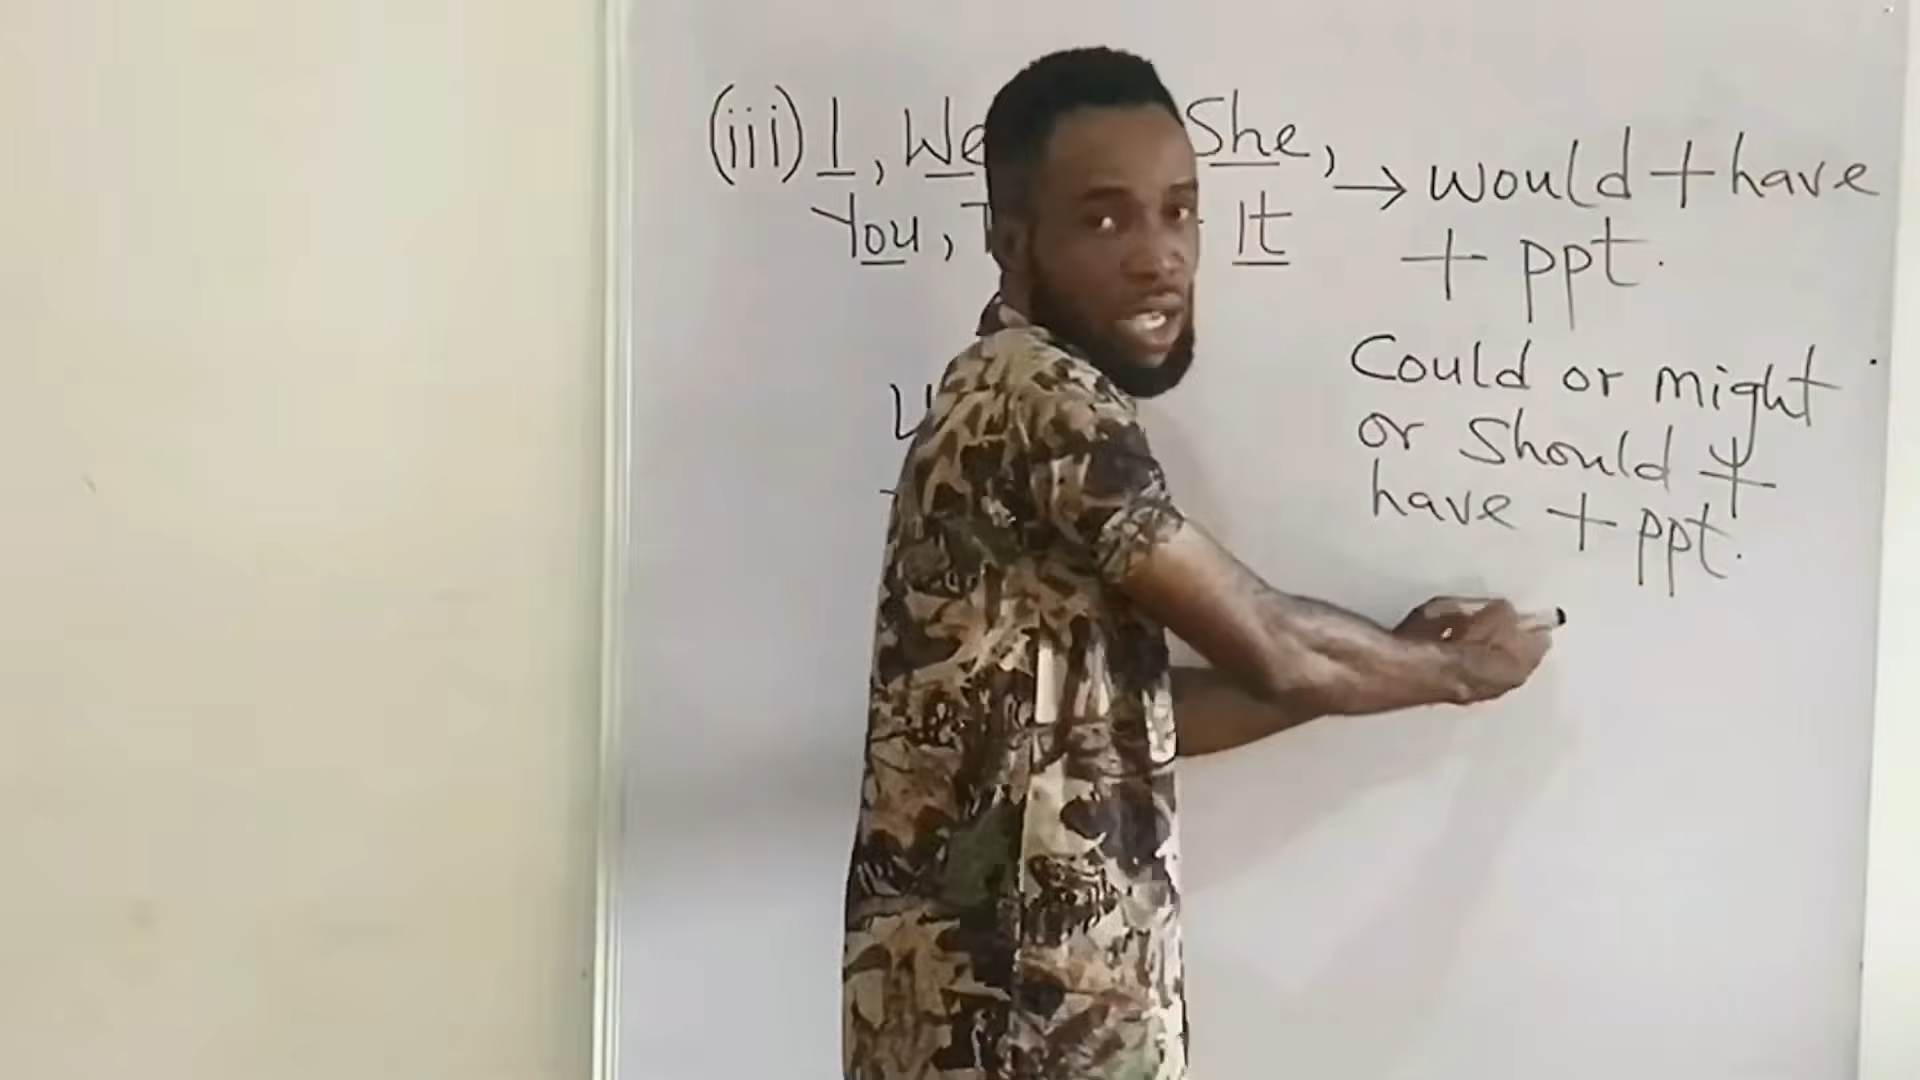 (iii) I, We She, → would + have
You, It + ppt.
Could or might
or should +
have + ppt.